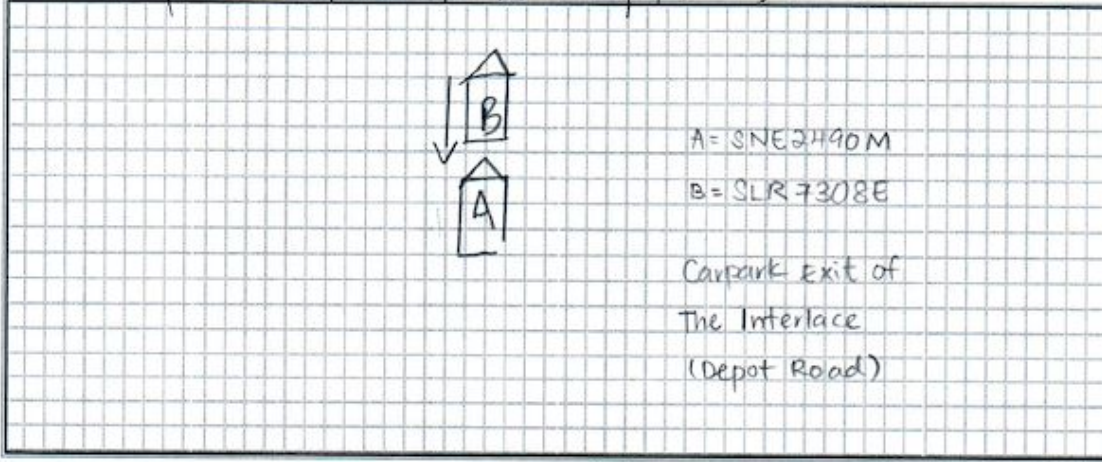 B
A
A= SNE2490M
B= SLR7308E
Carpark Exit of
The Interlace
(Depot Road)